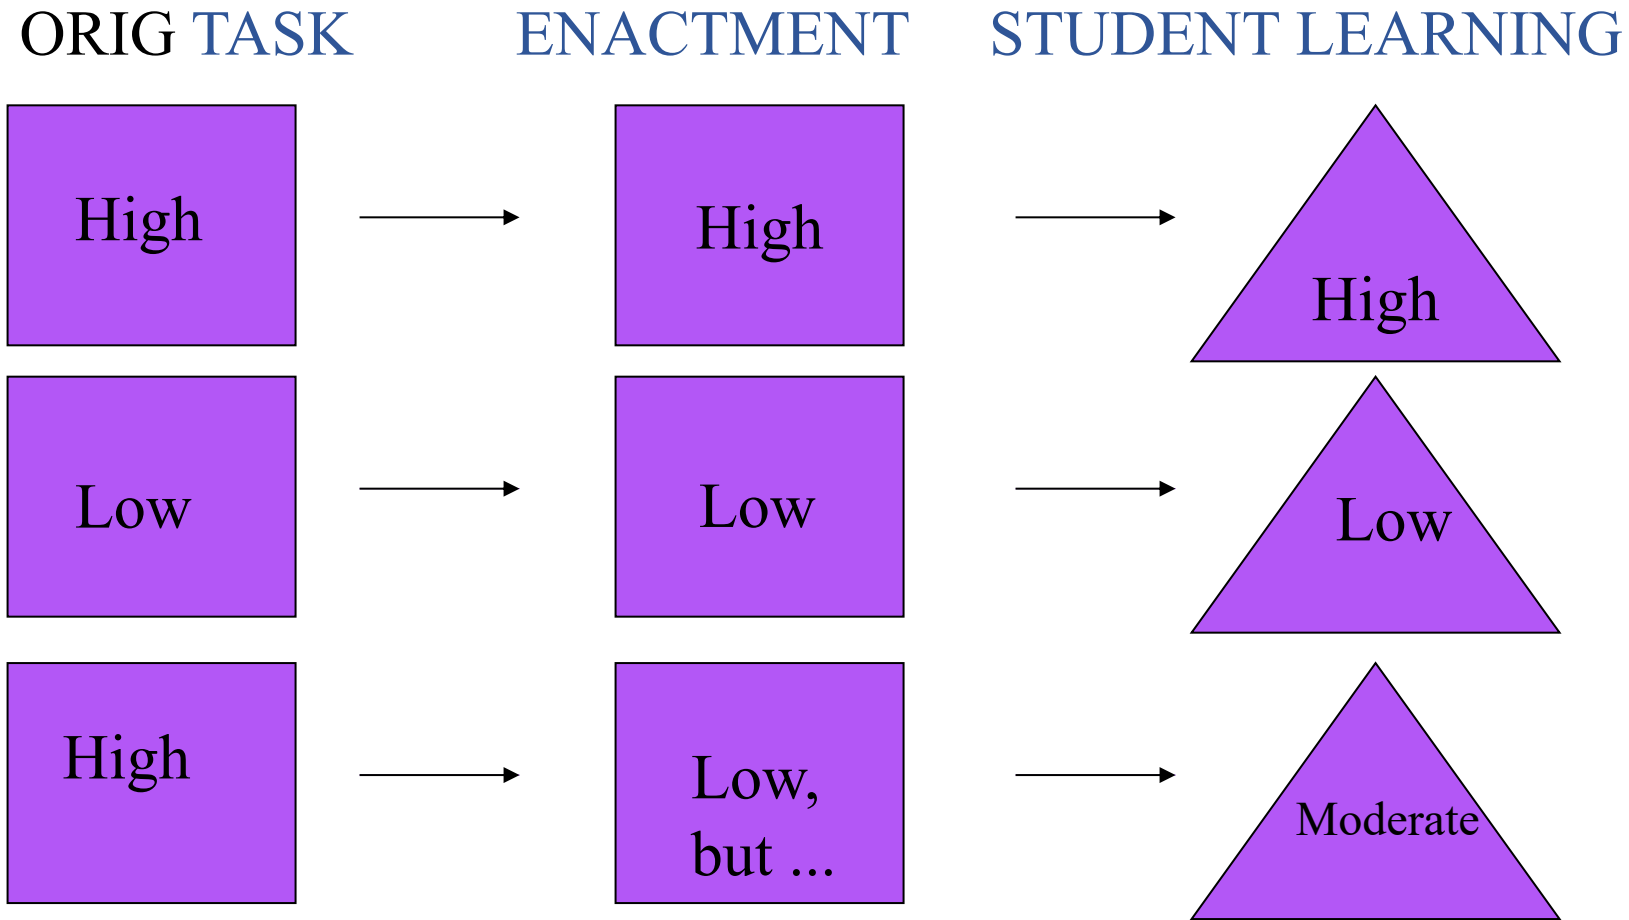 ORIG TASK ENACTMENT STUDENT LEARNING
High High High
Low Low Low
High Low, Moderate
but ...